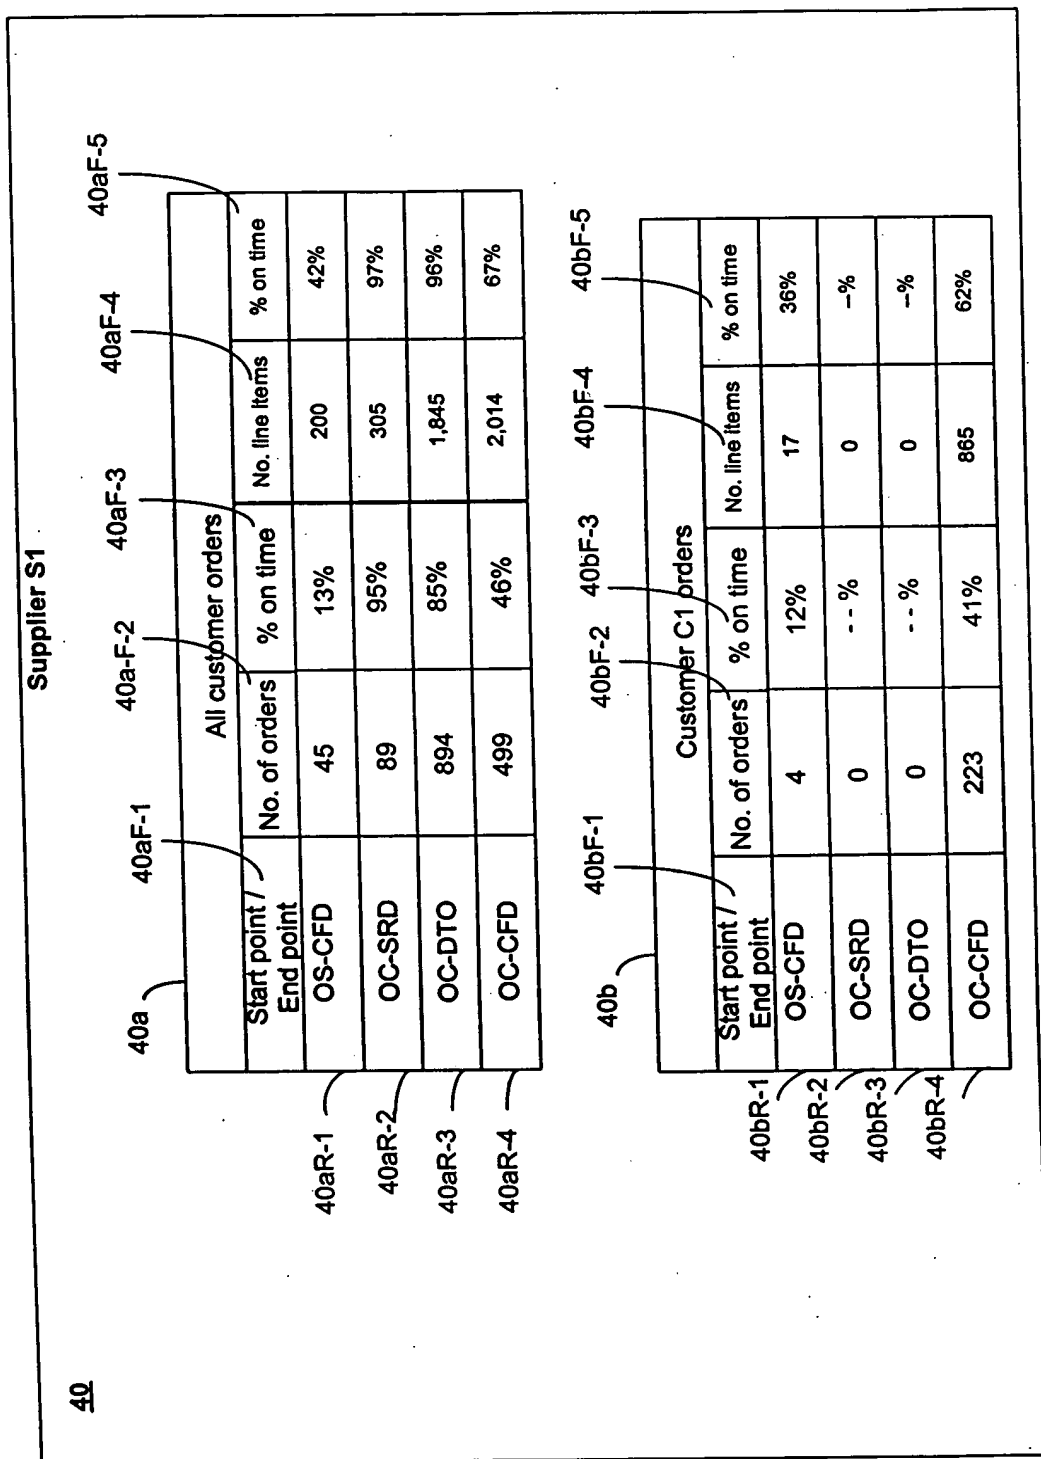 40
Supplier S1
40a
40aF-1
40a-F-2
40aF-3
40aF-4
40aF-5
All customer orders
Start point / End point No. of orders % on time No. line items % on time
40aR-1 OS-CFD 45 13% 200 42%
40aR-2 OC-SRD 89 95% 305 97%
40aR-3 OC-DTO 894 85% 1,845 96%
40aR-4 OC-CFD 499 46% 2,014 67%
40b
40bF-1
40bF-2
40bF-3
40bF-4
40bF-5
Customer C1 orders
Start point / End point No. of orders % on time No. line items % on time
40bR-1 OS-CFD 4 12% 17 36%
40bR-2 OC-SRD 0 - - % 0 --%
40bR-3 OC-DTO 0 - - % 0 --%
40bR-4 OC-CFD 223 41% 865 62%